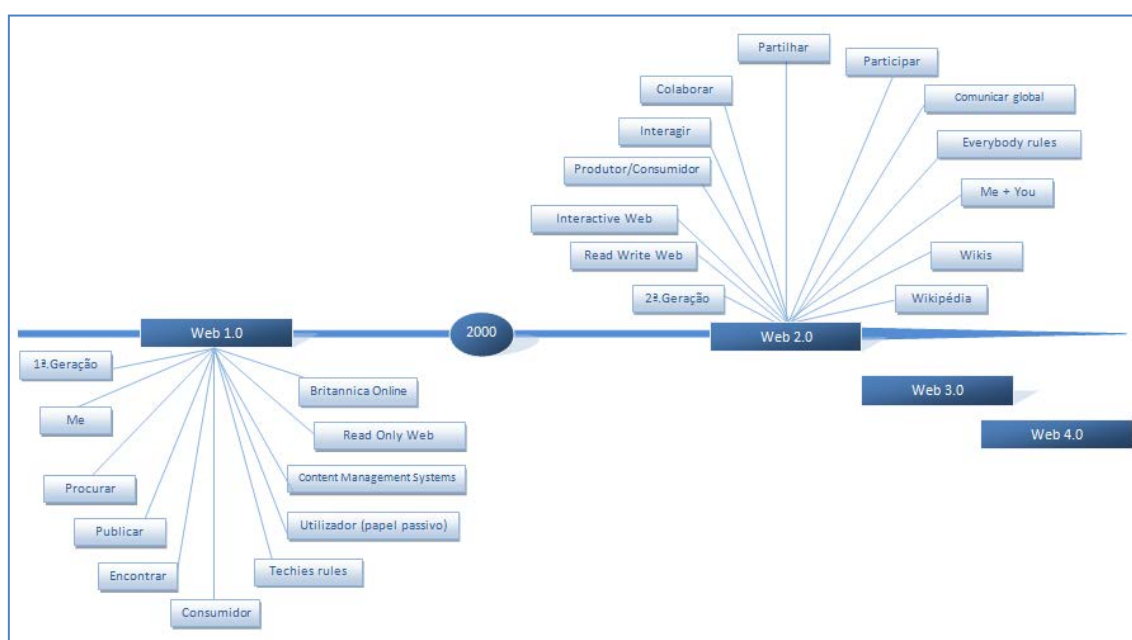 Partilhar
Participar
Colaborar
Comunicar global
Interagir
Everybody rules
Produtor/Consumidor
Me + You
Interactive Web
Read Write Web
Wikis
2ª.Geração
Wikipédia
Web 1.0
2000
Web 2.0
1ª.Geração
Britannica Online
Me
Read Only Web
Content Management Systems
Procurar
Publicar
Utilizador (papel passivo)
Encontrar
Techies rules
Consumidor
Web 3.0
Web 4.0